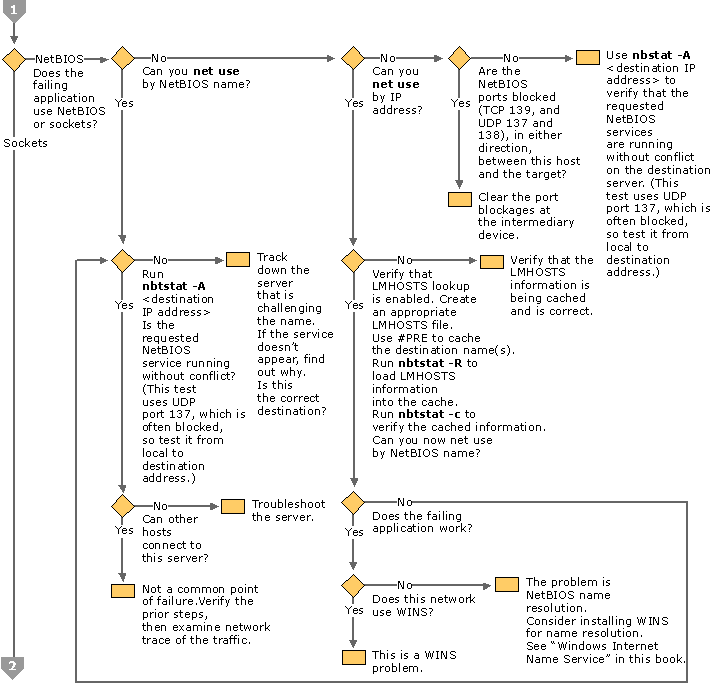 1
NetBIOS
Does the
failing
application
use NetBIOS
or sockets?
Sockets
No
Can you net use
by NetBIOS name?
Yes
No
Can you
net use
by IP
address?
Yes
No
Are the
NetBIOS
ports blocked
(TCP 139, and
UDP 137 and
138), in either
direction,
between this host
and the target?
Yes
Use nbstat -A
<destination IP
address> to
verify that the
requested
NetBIOS
services
are running
without conflict
on the destination
server. (This
test uses UDP
port 137, which is
often blocked,
so test it from
local to
destination
address.)
Clear the port
blockages at
the intermediary
device.
No
Run
nbtstat -A
<destination
IP address>
Is the
requested
NetBIOS
service running
without conflict?
(This test
uses UDP
port 137, which is
often blocked,
so test it from
local to
destination
address.)
Yes
Track
down the
server
that is
challenging
the name.
If the service
doesn't
appear, find
out why.
Is this
the correct
destination?
No
Verify that
LMHOSTS lookup
is enabled. Create
an appropriate
LMHOSTS file.
Use #PRE to cache
the destination name(s).
Run nbtstat -R to
load LMHOSTS
information
into the cache.
Run nbtstat -c to
verify the cached information.
Can you now net use
by NetBIOS name?
Yes
Verify that the
LMHOSTS
information is
being cached
and is correct.
No
Can other
hosts
connect to
this server?
Yes
Troubleshoot
the server.
No
Does the failing
application work?
Yes
Not a common point
of failure.Verify the
prior steps,
then examine network
trace of the traffic.
No
Does this network
use WINS?
Yes
The problem is
NetBIOS name
resolution.
Consider installing WINS
for name resolution.
See "Windows Internet
Name Service" in this book.
This is a WINS
problem.
2